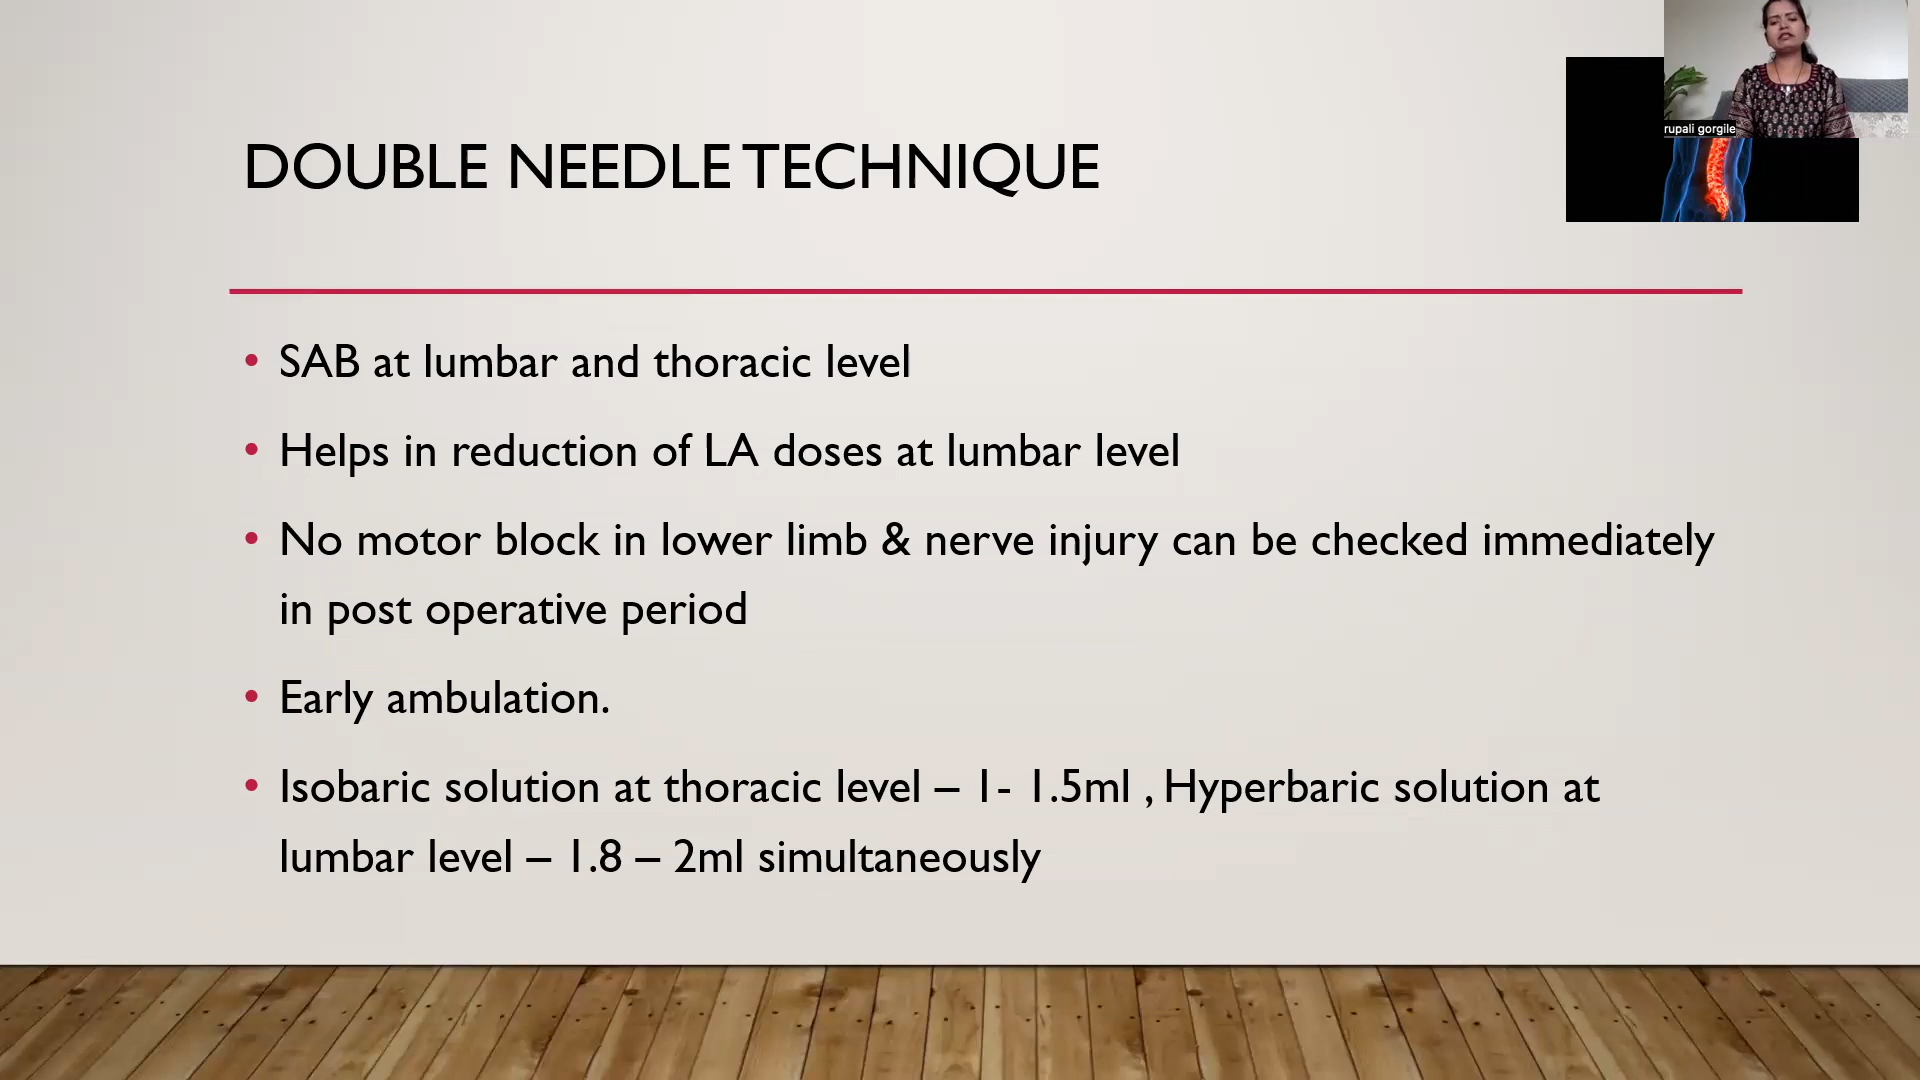 rupali gorgile
DOUBLE NEEDLE TECHNIQUE
• SAB at lumbar and thoracic level
• Helps in reduction of LA doses at lumbar level
• No motor block in lower limb & nerve injury can be checked immediately
in post operative period
• Early ambulation.
• Isobaric solution at thoracic level – 1- 1.5ml , Hyperbaric solution at
lumbar level – 1.8 – 2ml simultaneously